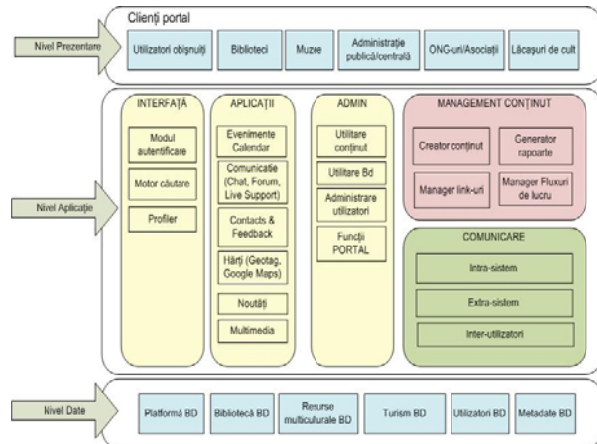 Clienți portal
Nivel Prezentare
Utilizatori obișnuiți
Biblioteci
Muzee
Administrație
publică/centrală
ONG-uri/Asociații
Lăcașuri de cult
Nivel Aplicație
INTERFAȚĂ
Modul
autentificare
Motor căutare
Profiler
APLICAȚII
Evenimente
Calendar
Comunicatie
(Chat, Forum,
Live Support)
Contacts &
Feedback
Hărți (Geotag,
Google Maps)
Noutăți
Multimedia
ADMIN
Utilitare
conținut
Utilitare Bd
Administrare
utilizatori
Funcții
PORTAL
MANAGEMENT CONȚINUT
Creator conținut
Generator
rapoarte
Manager link-uri
Manager Fluxuri
de lucru
COMUNICARE
Intra-sistem
Extra-sistem
Inter-utilizatori
Nivel Date
Platformă BD
Bibliotecă BD
Resurse
multiculturale BD
Turism BD
Utilizatori BD
Metadate BD